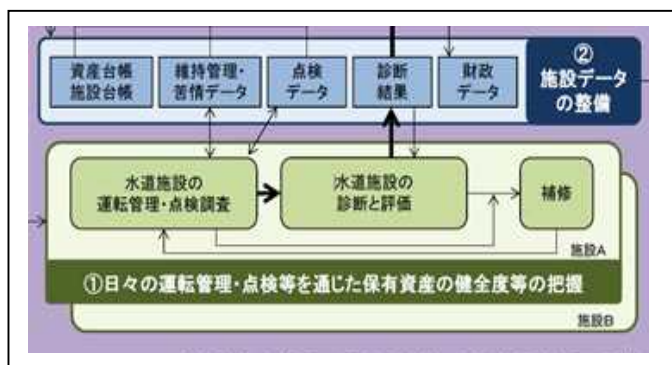 資産台帳
施設台帳
維持管理・
苦情データ
点検
データ
診断
結果
財政
データ
②
施設データ
の整備
水道施設の
運転管理・点検調査
水道施設の
診断と評価
補修
施設A
①日々の運転管理・点検等を通じた保有資産の健全度等の把握
施設B